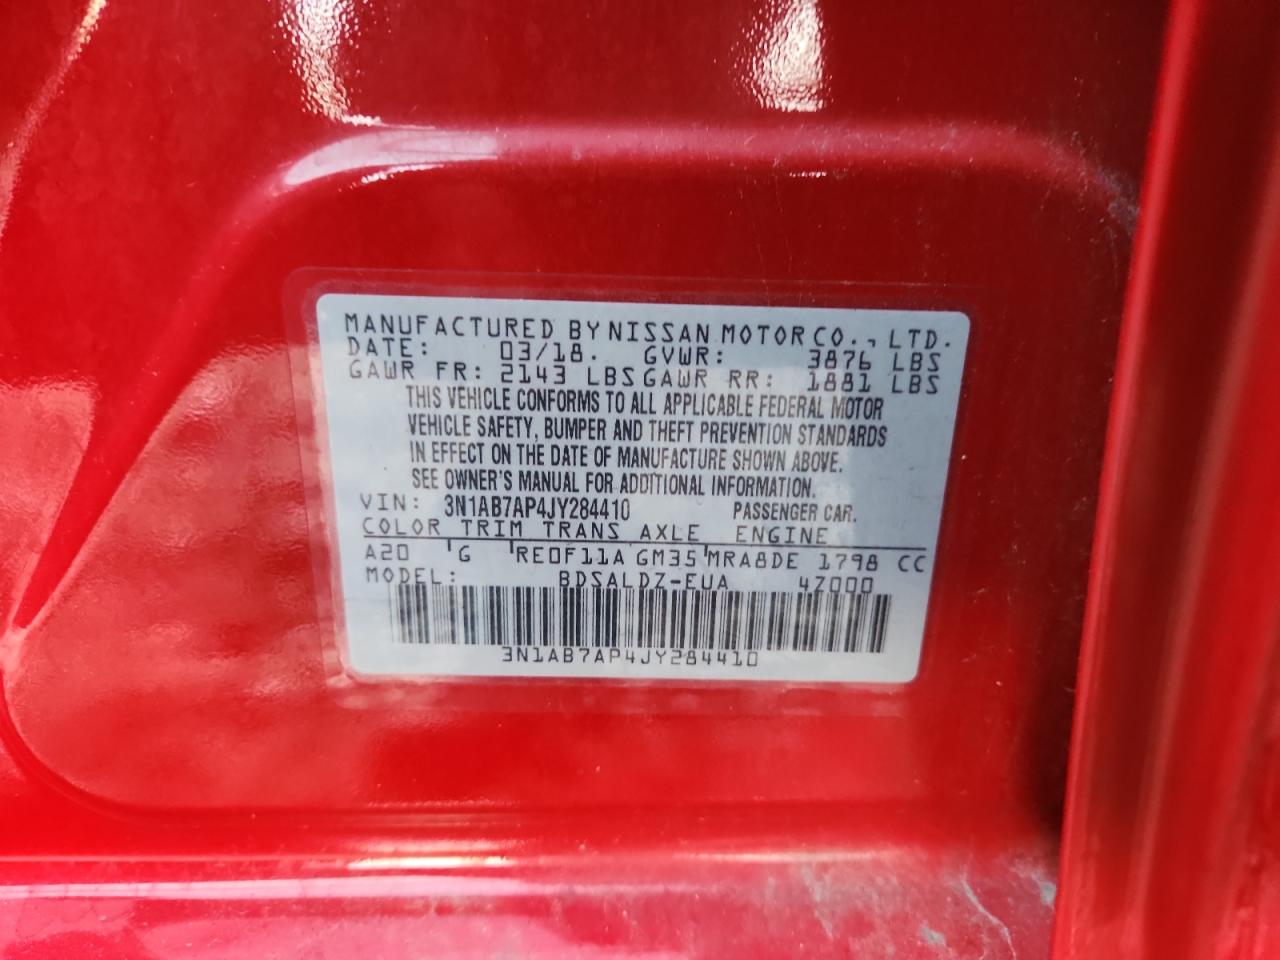 MANUFACTURED BY NISSAN MOTOR CO., LTD.
DATE: 03/18. GVWR: 3876 LBS
GAWR FR: 2143 LBS GAWR RR: 1881 LBS
THIS VEHICLE CONFORMS TO ALL APPLICABLE FEDERAL MOTOR
VEHICLE SAFETY, BUMPER AND THEFT PREVENTION STANDARDS
IN EFFECT ON THE DATE OF MANUFACTURE SHOWN ABOVE.
SEE OWNER'S MANUAL FOR ADDITIONAL INFORMATION.
VIN: 3N1AB7AP4JY284410 PASSENGER CAR.
COLOR TRIM TRANS AXLE ENGINE
A20 G RE0F11A GM35 MRA8DE 1798 CC
MODEL: BDSALDZ-EUA 4Z000
3N1AB7AP4JY284410